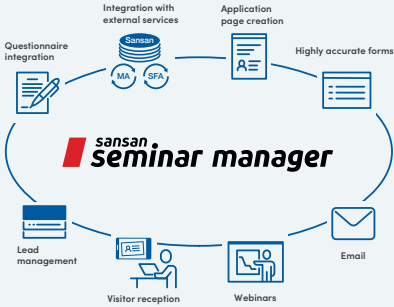 Integration with
external services
Application
page creation
Questionnaire
integration
Sansan
MA
SFA
Highly accurate forms
sansan
seminar manager
Lead
management
Visitor reception
Webinars
Email